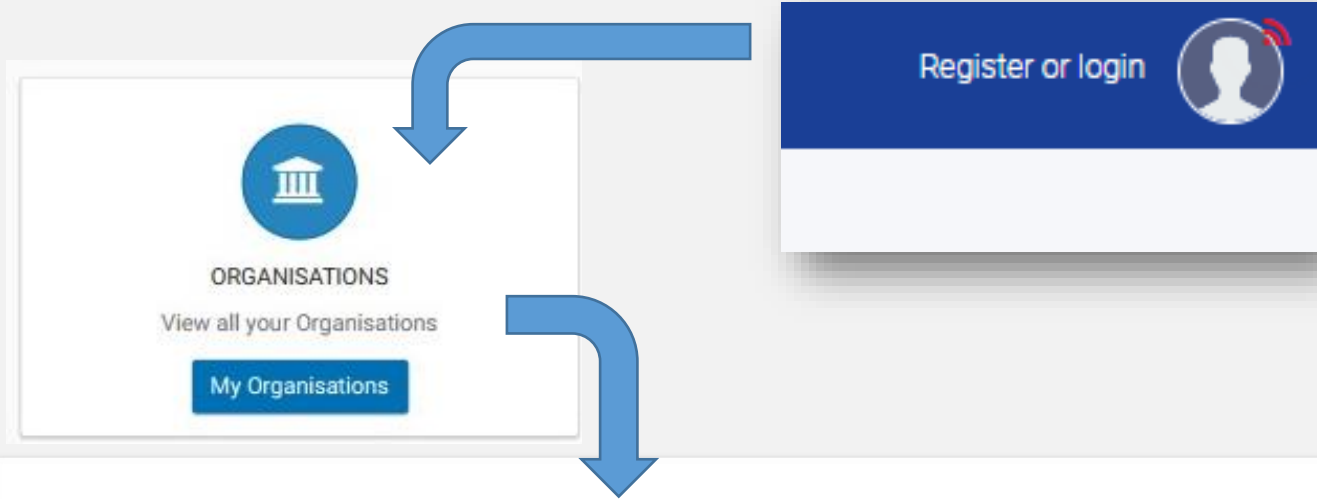 Register or login
ORGANISATIONS
View all your Organisations
My Organisations